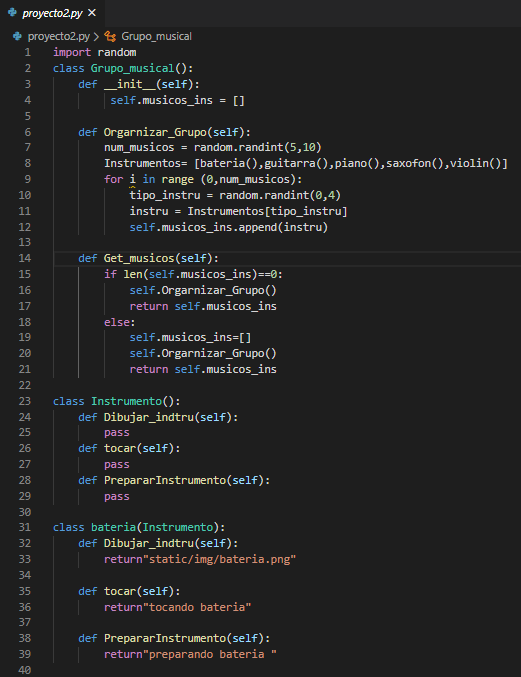 proyecto2.py ×
proyecto2.py > Grupo_musical
1 import random
2 class Grupo_musical():
3     def __init__(self):
4          self.musicos_ins = []
5
6     def Orgarnizar_Grupo(self):
7         num_musicos = random.randint(5,10)
8         Instrumentos= [bateria(),guitarra(),piano(),saxofon(),violin()]
9         for i in range (0,num_musicos):
10             tipo_instru = random.randint(0,4)
11             instru = Instrumentos[tipo_instru]
12             self.musicos_ins.append(instru)
13
14     def Get_musicos(self):
15         if len(self.musicos_ins)==0:
16             self.Orgarnizar_Grupo()
17             return self.musicos_ins
18         else:
19             self.musicos_ins=[]
20             self.Orgarnizar_Grupo()
21             return self.musicos_ins
22
23 class Instrumento():
24     def Dibujar_indtru(self):
25         pass
26     def tocar(self):
27         pass
28     def PrepararInstrumento(self):
29         pass
30
31 class bateria(Instrumento):
32     def Dibujar_indtru(self):
33         return"static/img/bateria.png"
34
35     def tocar(self):
36         return"tocando bateria"
37
38     def PrepararInstrumento(self):
39         return"preparando bateria "
40